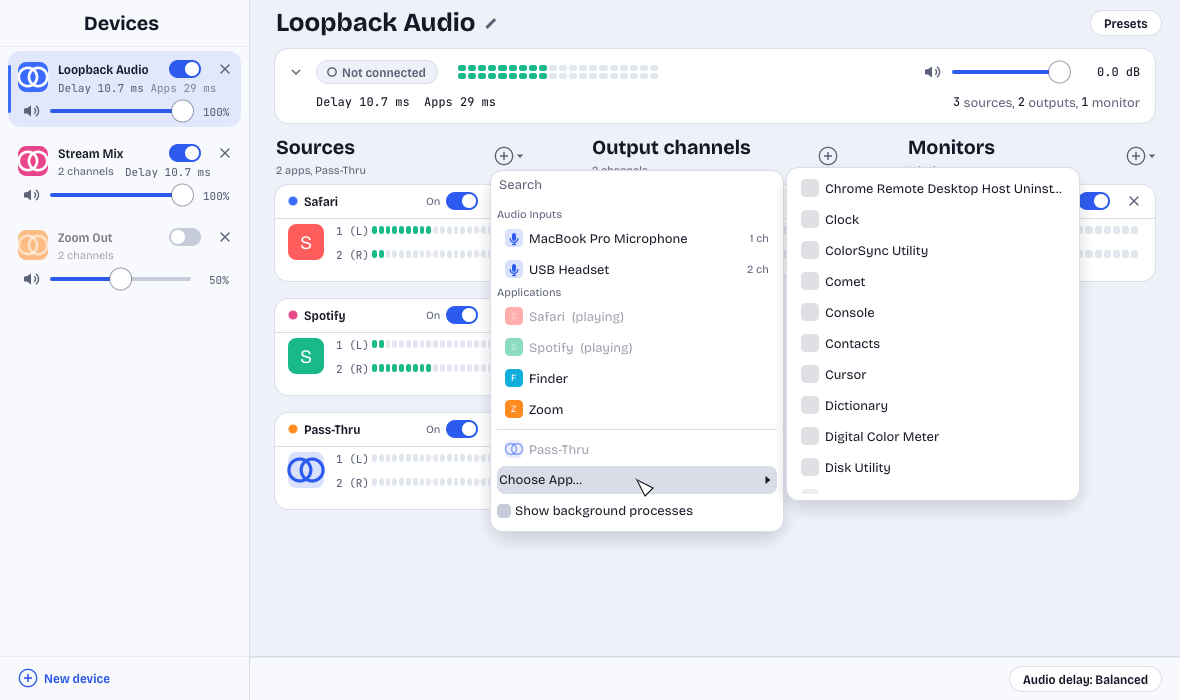 Devices
Loopback Audio
Delay 10.7 ms Apps 29 ms
100%
Stream Mix
2 channels Delay 10.7 ms
100%
Zoom Out
2 channels
50%
New device
Loopback Audio
Presets
Not connected
0.0 dB
Delay 10.7 ms Apps 29 ms
3 sources, 2 outputs, 1 monitor
Sources
2 apps, Pass-Thru
Output channels
2 channels
Monitors
Safari
On
S
1 (L)
2 (R)
Spotify
On
S
1 (L)
2 (R)
Pass-Thru
On
1 (L)
2 (R)
Search
Audio Inputs
MacBook Pro Microphone 1 ch
USB Headset 2 ch
Applications
S Safari (playing)
S Spotify (playing)
F Finder
Z Zoom
Pass-Thru
Choose App...
Show background processes
Chrome Remote Desktop Host Uninst..
Clock
ColorSync Utility
Comet
Console
Contacts
Cursor
Dictionary
Digital Color Meter
Disk Utility
Audio delay: Balanced